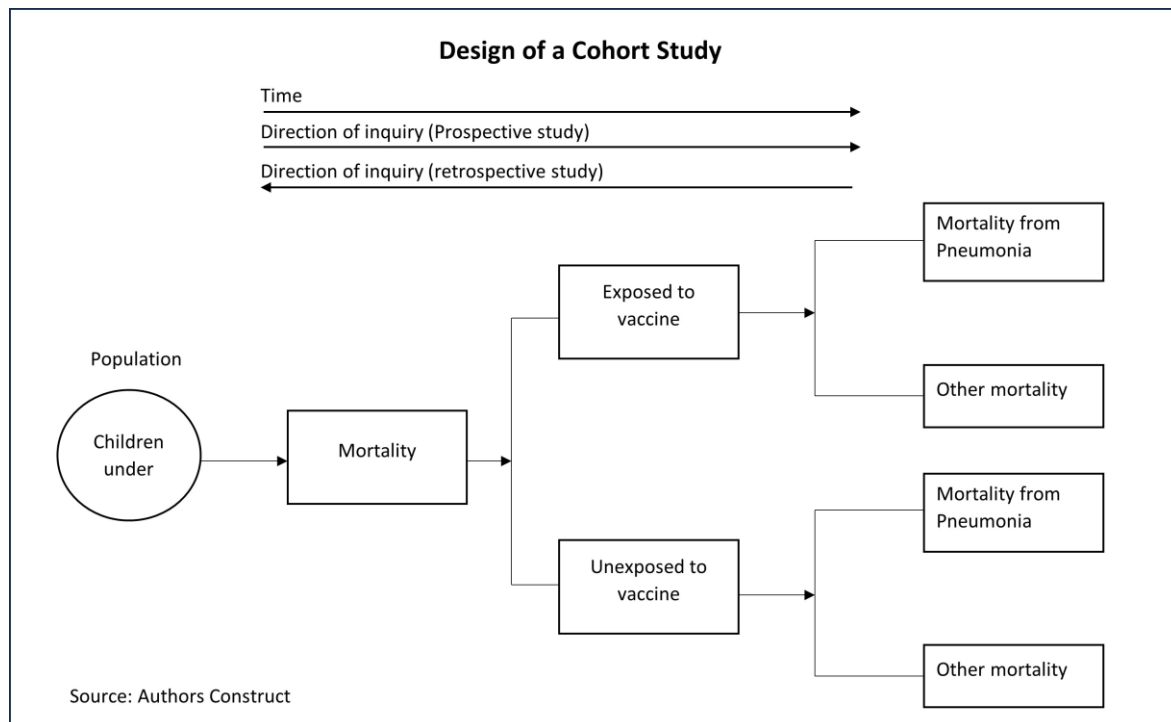 Design of a Cohort Study
Time
Direction of inquiry (Prospective study)
Direction of inquiry (retrospective study)
Mortality from
Pneumonia
Exposed to
vaccine
Population
Other mortality
Children
under
Mortality
Mortality from
Pneumonia
Unexposed to
vaccine
Other mortality
Source: Authors Construct